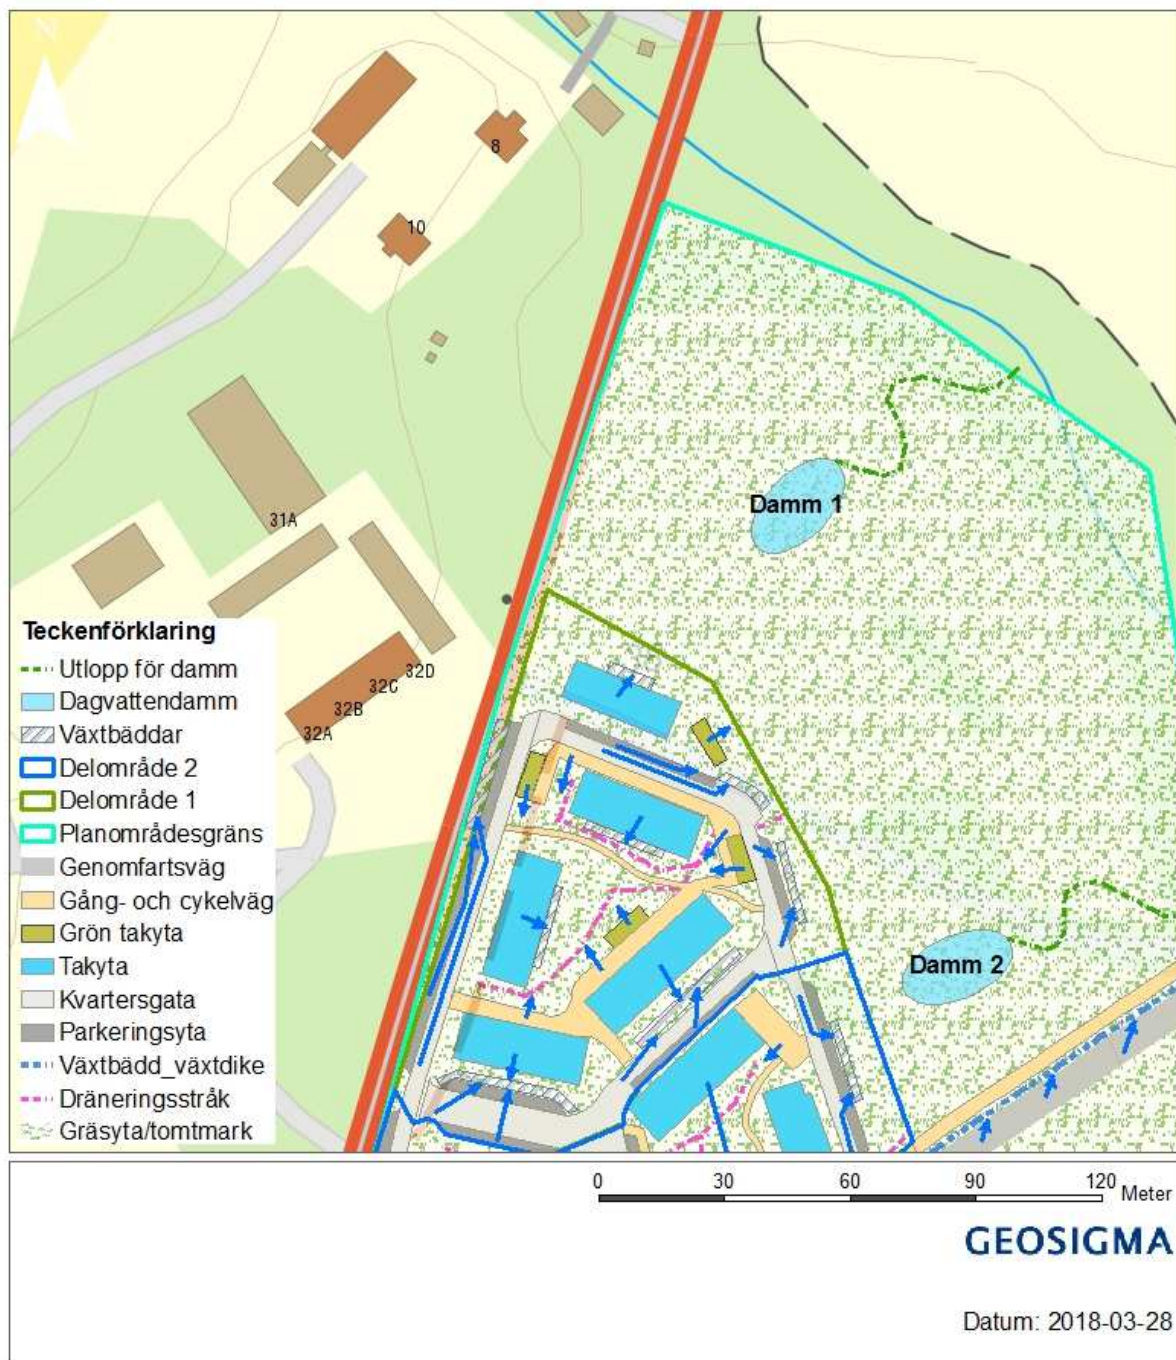 N
8
10
Damm 1
31A
Teckenförklaring
Utlopp för damm
Dagvattendamm
Växtbäddar
Delområde 2
Delområde 1
Planområdesgräns
Genomfartsväg
Gång- och cykelväg
Grön takyta
Takyta
Kvartersgata
Parkeringsyta
Växtbädd_växtdike
Dräneringsstråk
Gräsyta/tomtmark
32D
32C
32B
32A
Damm 2
0 30 60 90 120 Meter
GEOSIGMA
Datum: 2018-03-28